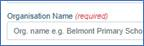 Organisation Name (required)
Org. name e.g. Belmont Primary Scho